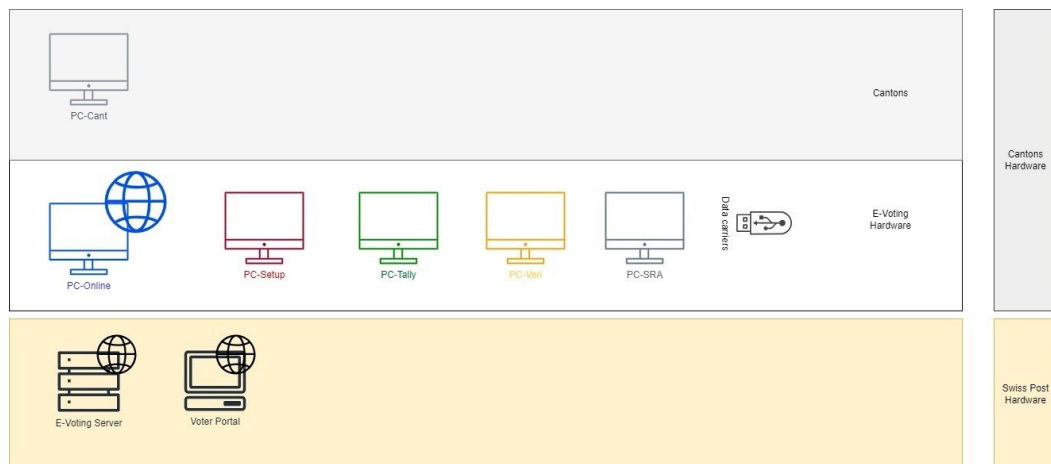 PC-Cant
Cantons
Cantons
Hardware
PC-Online
PC-Setup
PC-Tally
PC-Veri
PC-SRA
Data carriers
E-Voting
Hardware
E-Voting Server
Voter Portal
Swiss Post
Hardware